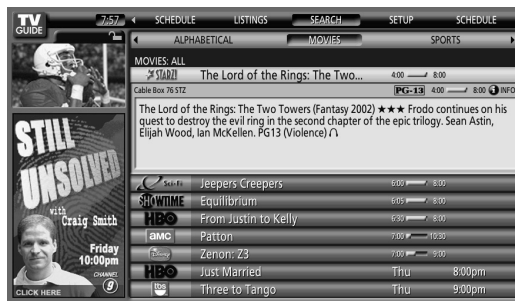 TV
GUIDE
7:57
SCHEDULE LISTINGS SEARCH SETUP SCHEDULE
ALPHABETICAL MOVIES SPORTS
MOVIES: ALL
STARZ! The Lord of the Rings: The Two... 4:00 8:00
Cable Box 76 STZ PG-13 4:00 8:00 INFO
The Lord of the Rings: The Two Towers (Fantasy 2002) ★★★ Frodo continues on his
quest to destroy the evil ring in the second chapter of the epic trilogy. Sean Astin,
Elijah Wood, Ian McKellen. PG13 (Violence)
Sci-Fi Jeepers Creepers 6:00 8:00
SHOWTIME Equilibrium 6:05 8:00
HBO From Justin to Kelly 6:30 8:00
amc Patton 7:00 10:30
Disney Zenon: Z3 7:00 9:00
HBO Just Married Thu 8:00pm
tbs Three to Tango Thu 9:00pm
STILL
UNSOLVED
with
Craig Smith
Friday
10:00pm
CHANNEL
9
CLICK HERE